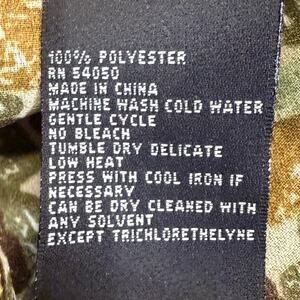 100% POLYESTER
RN 54050
MADE IN CHINA
MACHINE WASH COLD WATER
GENTLE CYCLE
NO BLEACH
TUMBLE DRY DELICATE
LOW HEAT
PRESS WITH COOL IRON IF
NECESSARY
CAN BE DRY CLEANED WITH
ANY SOLVENT
EXCEPT TRICHLORETHELYNE